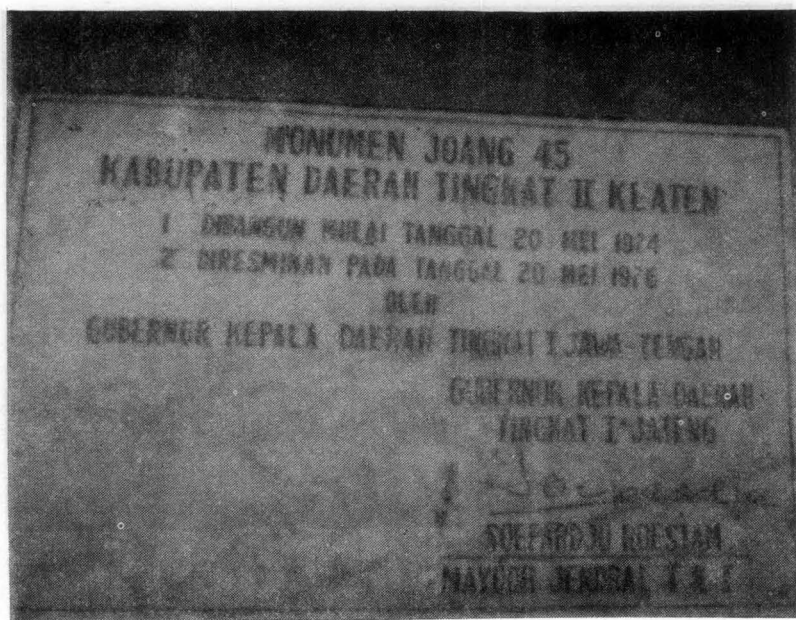 MONUMEN JOANG 45
KABUPATEN DAERAH TINGKAT II KLATEN
1 DIBANGUN MULAI TANGGAL 20 MEI 1974
2 DIRESMIKAN PADA TANGGAL 20 MEI 1976
OLEH
GUBERNUR KEPALA DAERAH TINGKAT I JAWA TENGAH
GUBERNUR KEPALA DAERAH
TINGKAT I JATENG
SOEPARDJO ROESTAM
MAYOOR JENDRAL T N I